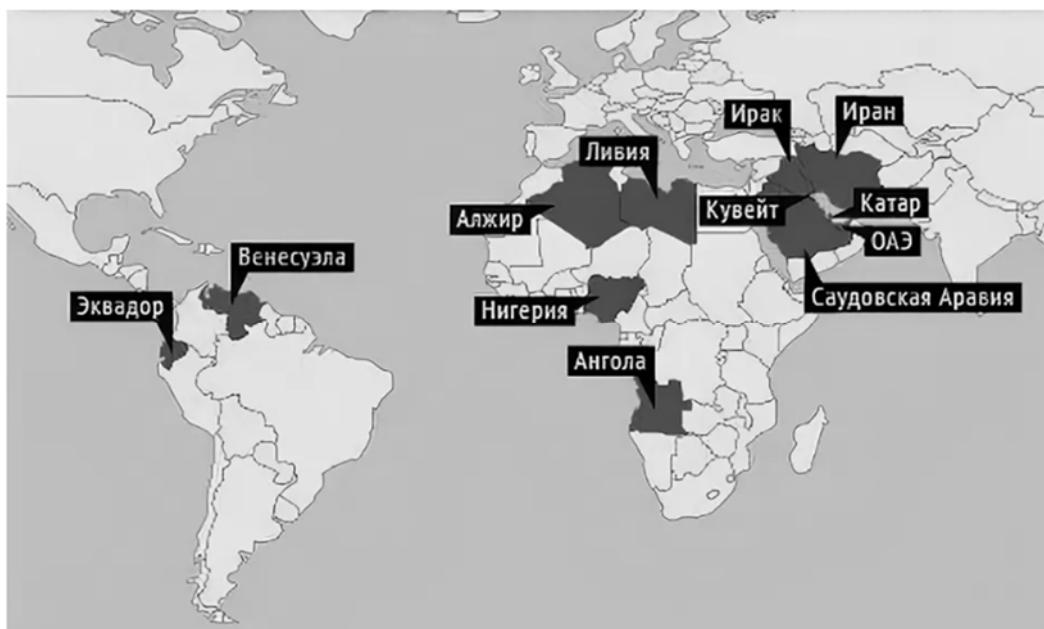 Ирак
Иран
Ливия
Алжир
Кувейт
Катар
ОАЭ
Венесуэла
Эквадор
Нигерия
Саудовская Аравия
Ангола